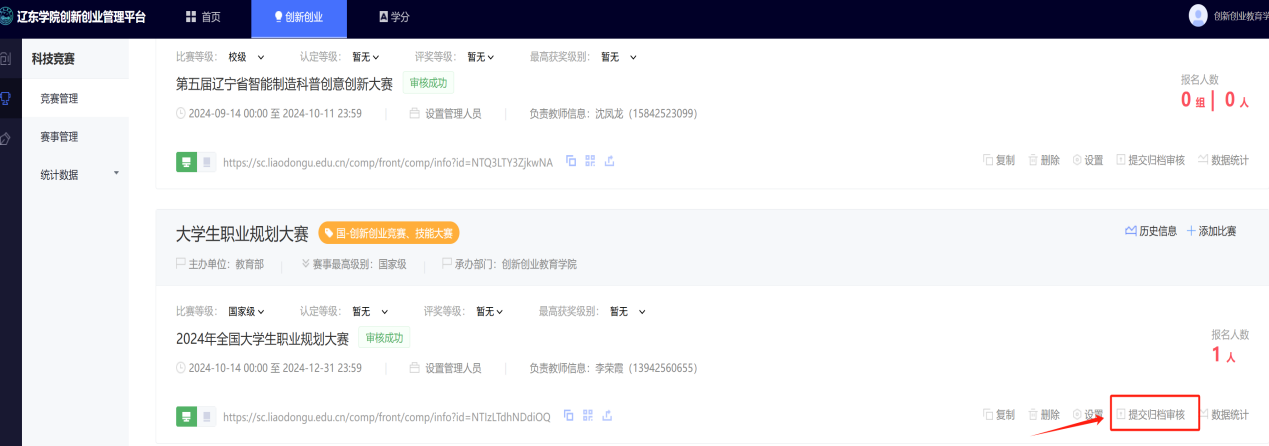 辽东学院创新创业管理平台 首页 创新创业 学分 创新创业教育学
科技竞赛
竞赛管理
赛事管理
统计数据
比赛等级： 校级 认定等级： 暂无 评奖等级： 暂无 最高获奖级别： 暂无
第五届辽宁省智能制造科普创意创新大赛 审核成功
报名人数
0 组 | 0 人
2024-09-14 00:00 至 2024-10-11 23:59 设置管理人员 负责教师信息：沈凤龙（15842523099）
https://sc.liaodongu.edu.cn/comp/front/comp/info?id=NTQ3LTY3ZjkwNA 复制 删除 设置 提交归档审核 数据统计
大学生职业规划大赛 国-创新创业竞赛、技能大赛 历史信息 添加比赛
主办单位：教育部 赛事最高级别：国家级 承办部门：创新创业教育学院
比赛等级： 国家级 认定等级： 暂无 评奖等级： 暂无 最高获奖级别： 暂无
2024年全国大学生职业规划大赛 审核成功
报名人数
1 人
2024-10-14 00:00 至 2024-12-31 23:59 设置管理人员 负责教师信息：李荣霞（13942560655）
https://sc.liaodongu.edu.cn/comp/front/comp/info?id=NTIzLTdhNDdiOQ 复制 删除 设置 提交归档审核 数据统计